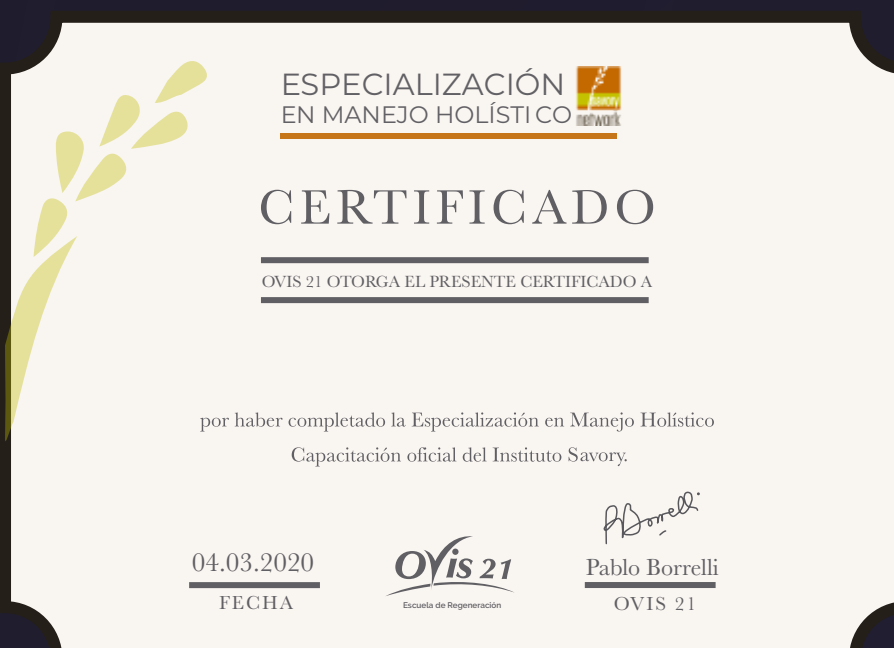 ESPECIALIZACIÓN
EN MANEJO HOLÍSTICO
savory
network
CERTIFICADO
OVIS 21 OTORGA EL PRESENTE CERTIFICADO A
por haber completado la Especialización en Manejo Holístico
Capacitación oficial del Instituto Savory.
PBorrelli
04.03.2020
FECHA
Ovis 21
Escuela de Regeneración
Pablo Borrelli
OVIS 21